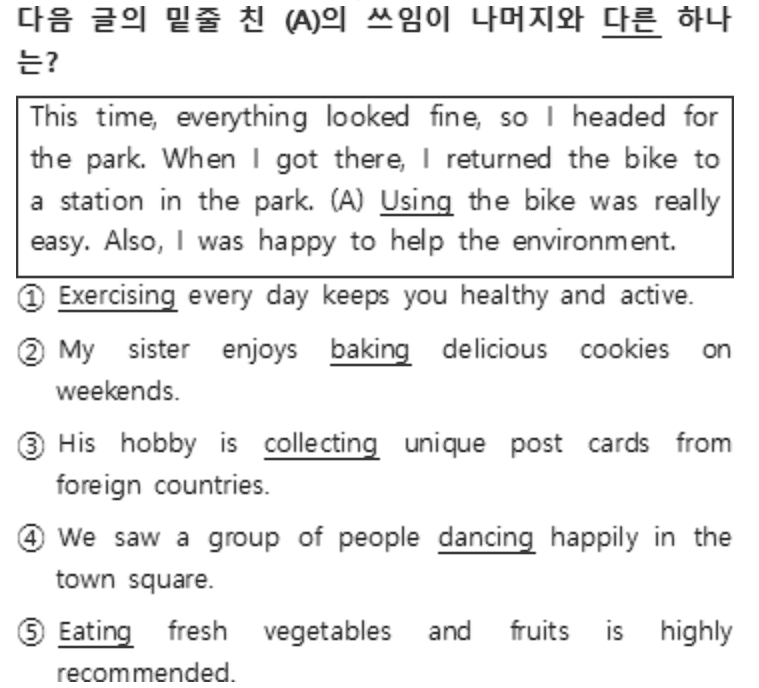 다음 글의 밑줄 친 (A)의 쓰임이 나머지와 다른 하나
는?
This time, everything looked fine, so I headed for
the park. When I got there, I returned the bike to
a station in the park. (A) Using the bike was really
easy. Also, I was happy to help the environment.
① Exercising every day keeps you healthy and active.
② My sister enjoys baking delicious cookies on
weekends.
③ His hobby is collecting unique post cards from
foreign countries.
④ We saw a group of people dancing happily in the
town square.
⑤ Eating fresh vegetables and fruits is highly
recommended.